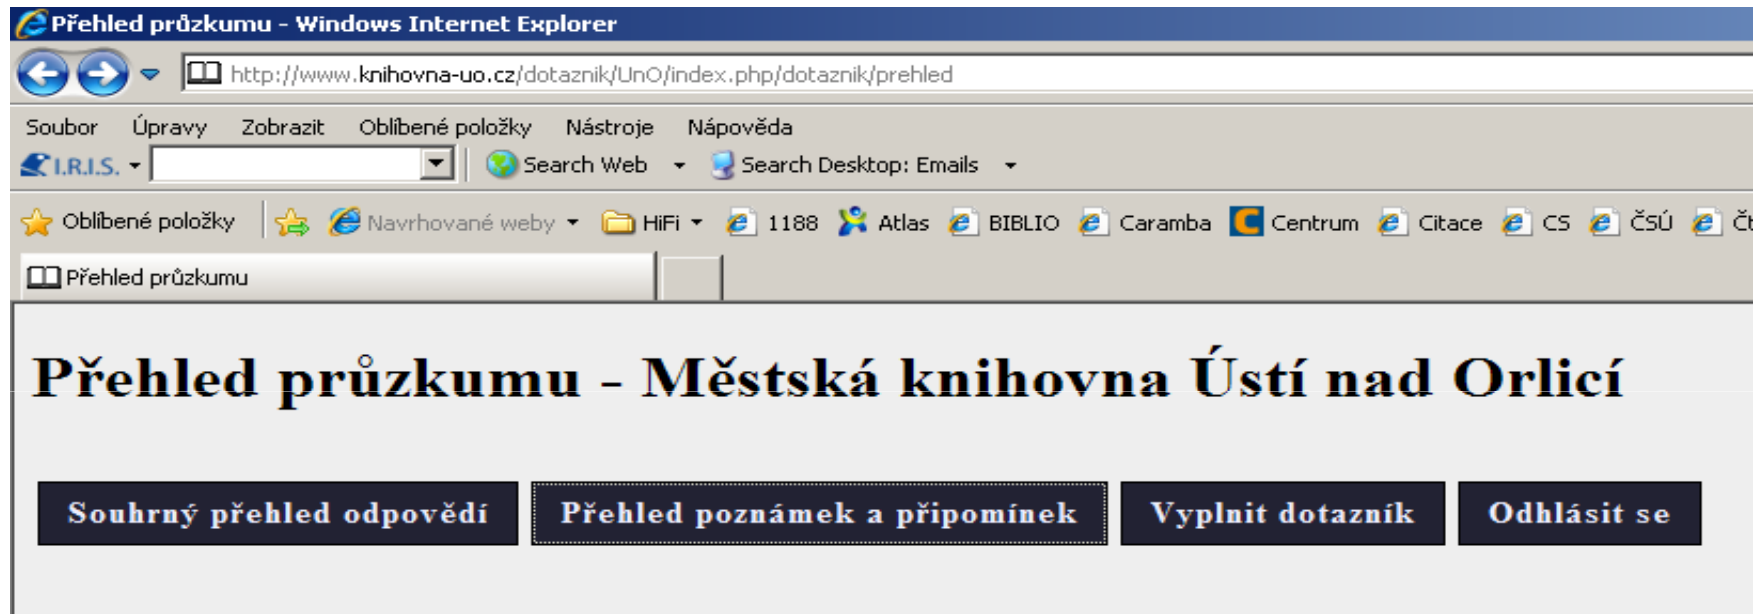 Přehled průzkumu - Windows Internet Explorer
http://www.knihovna-uo.cz/dotaznik/UnO/index.php/dotaznik/prehled
Soubor Úpravy Zobrazit Oblíbené položky Nástroje Nápověda
I.R.I.S. Search Web Search Desktop: Emails
Oblíbené položky Navrhované weby HiFi 1188 Atlas BIBLIO Caramba Centrum Citace CS ČSÚ
Přehled průzkumu
Přehled průzkumu - Městská knihovna Ústí nad Orlicí
Souhrný přehled odpovědí Přehled poznámek a připomínek Vyplnit dotazník Odhlásit se